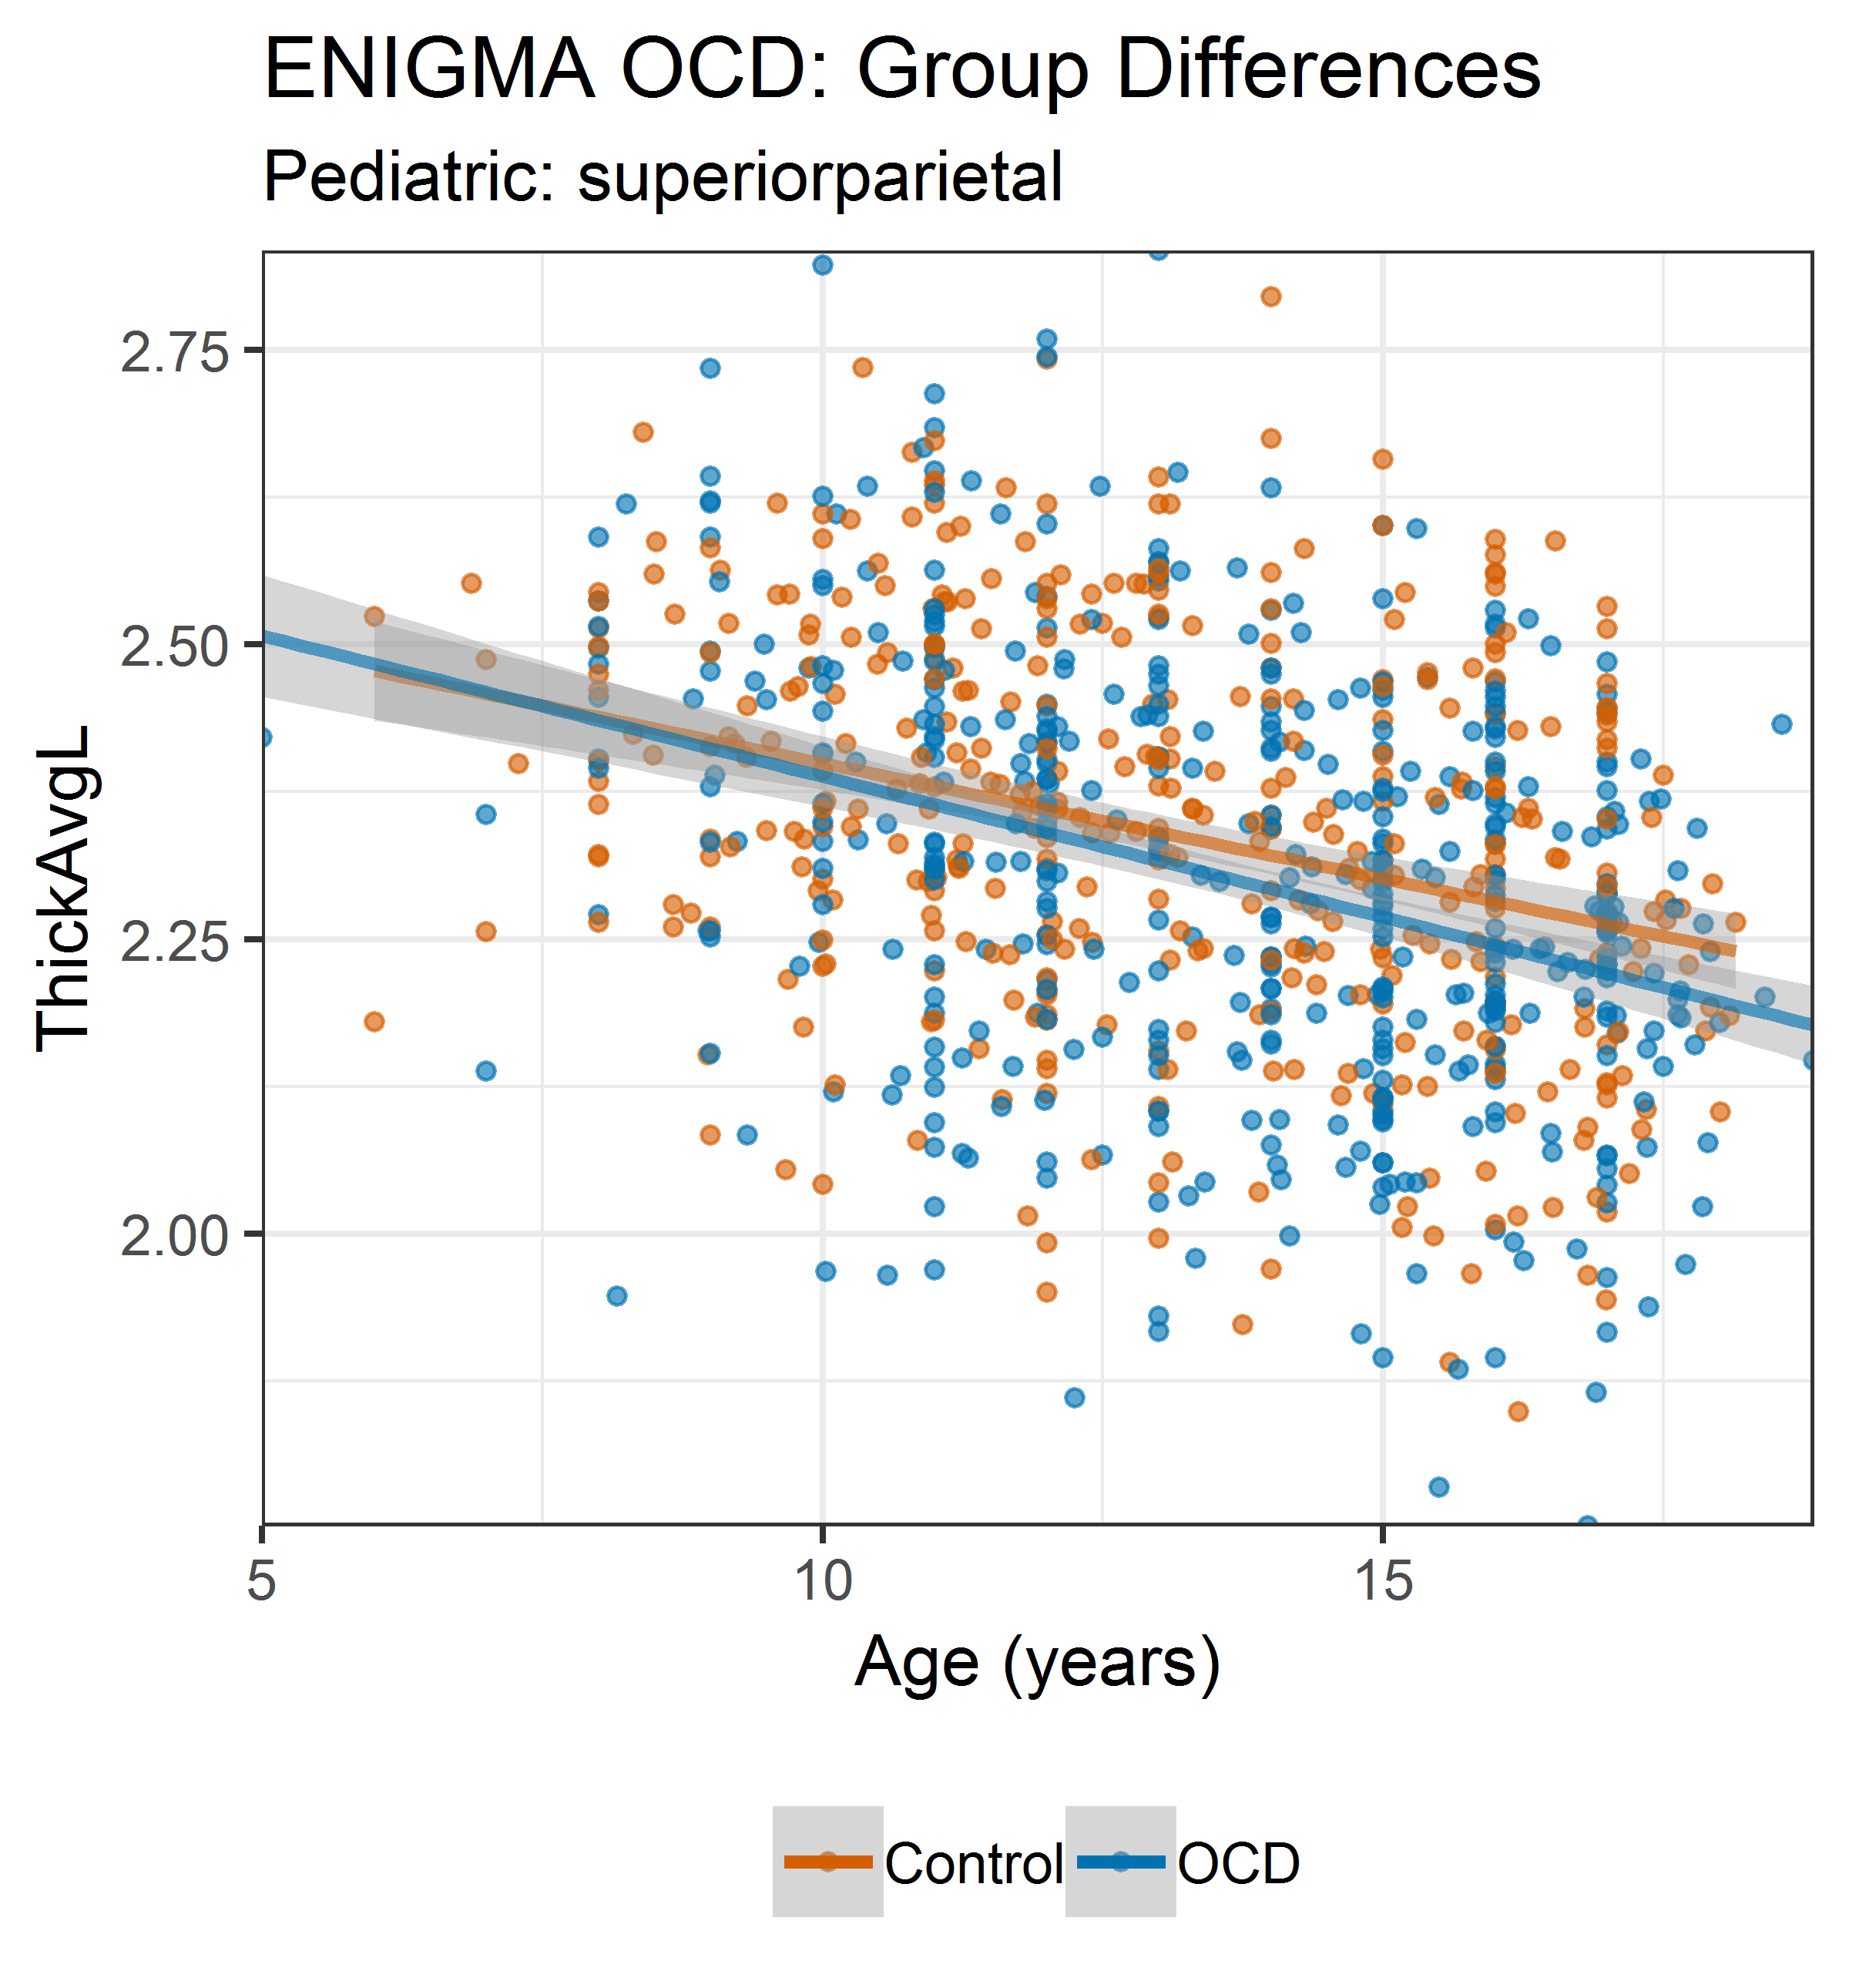 ENIGMA OCD: Group Differences
Pediatric: superiorparietal
ThickAvgL
2.75
2.50
2.25
2.00
5 10 15
Age (years)
Control OCD